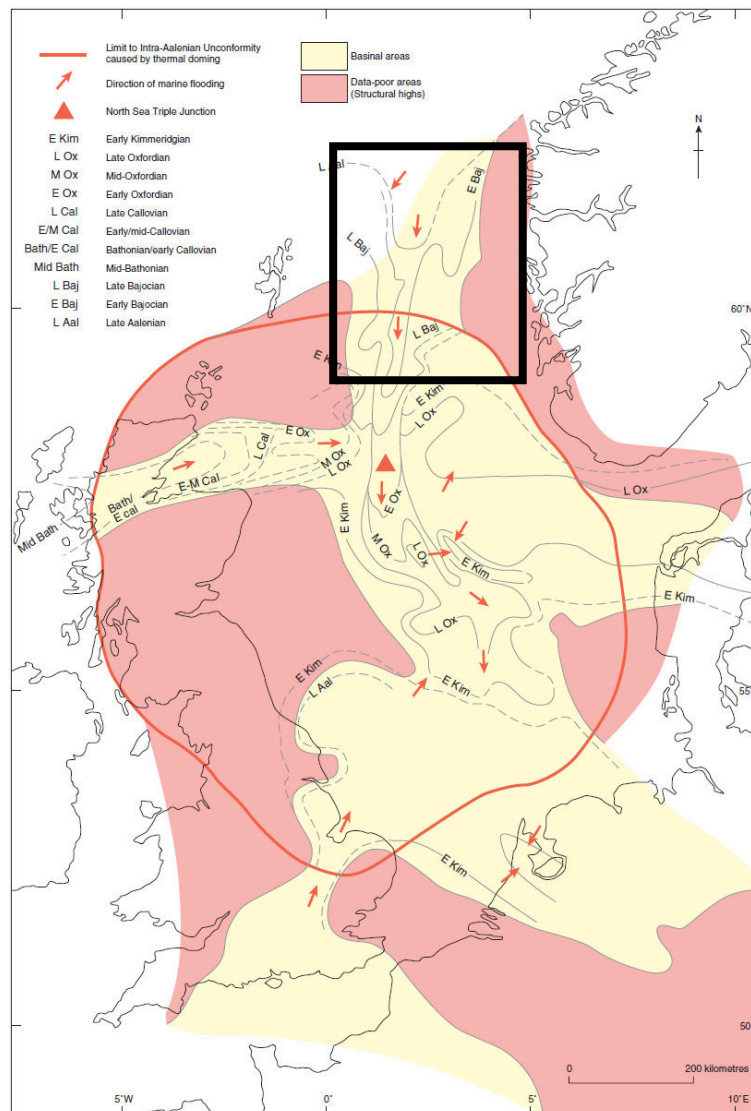 Limit to Intra-Aalenian Unconformity
caused by thermal doming
Direction of marine flooding
North Sea Triple Junction
E Kim Early Kimmeridgian
L Ox Late Oxfordian
M Ox Mid-Oxfordian
E Ox Early Oxfordian
L Cal Late Callovian
E/M Cal Early/mid-Callovian
Bath/E Cal Bathonian/early Callovian
Mid Bath Mid-Bathonian
L Baj Late Bajocian
E Baj Early Bajocian
L Aal Late Aalenian
Basinal areas
Data-poor areas
(Structural highs)
N
L Aal
E Baj
L Baj
60°N
L Baj
E Kim
E Kim
L Ox
E Ox
L Cal
M Ox
L Ox
E-M Cal
Bath/
E cal
Mid Bath
E Kim
E Ox
M Ox
L Ox
E Kim
L Ox
E Kim
L Ox
E Kim
L Aal
E Kim
55°
E Kim
50°
0 200 kilometres
5°W 0° 5° 10°E